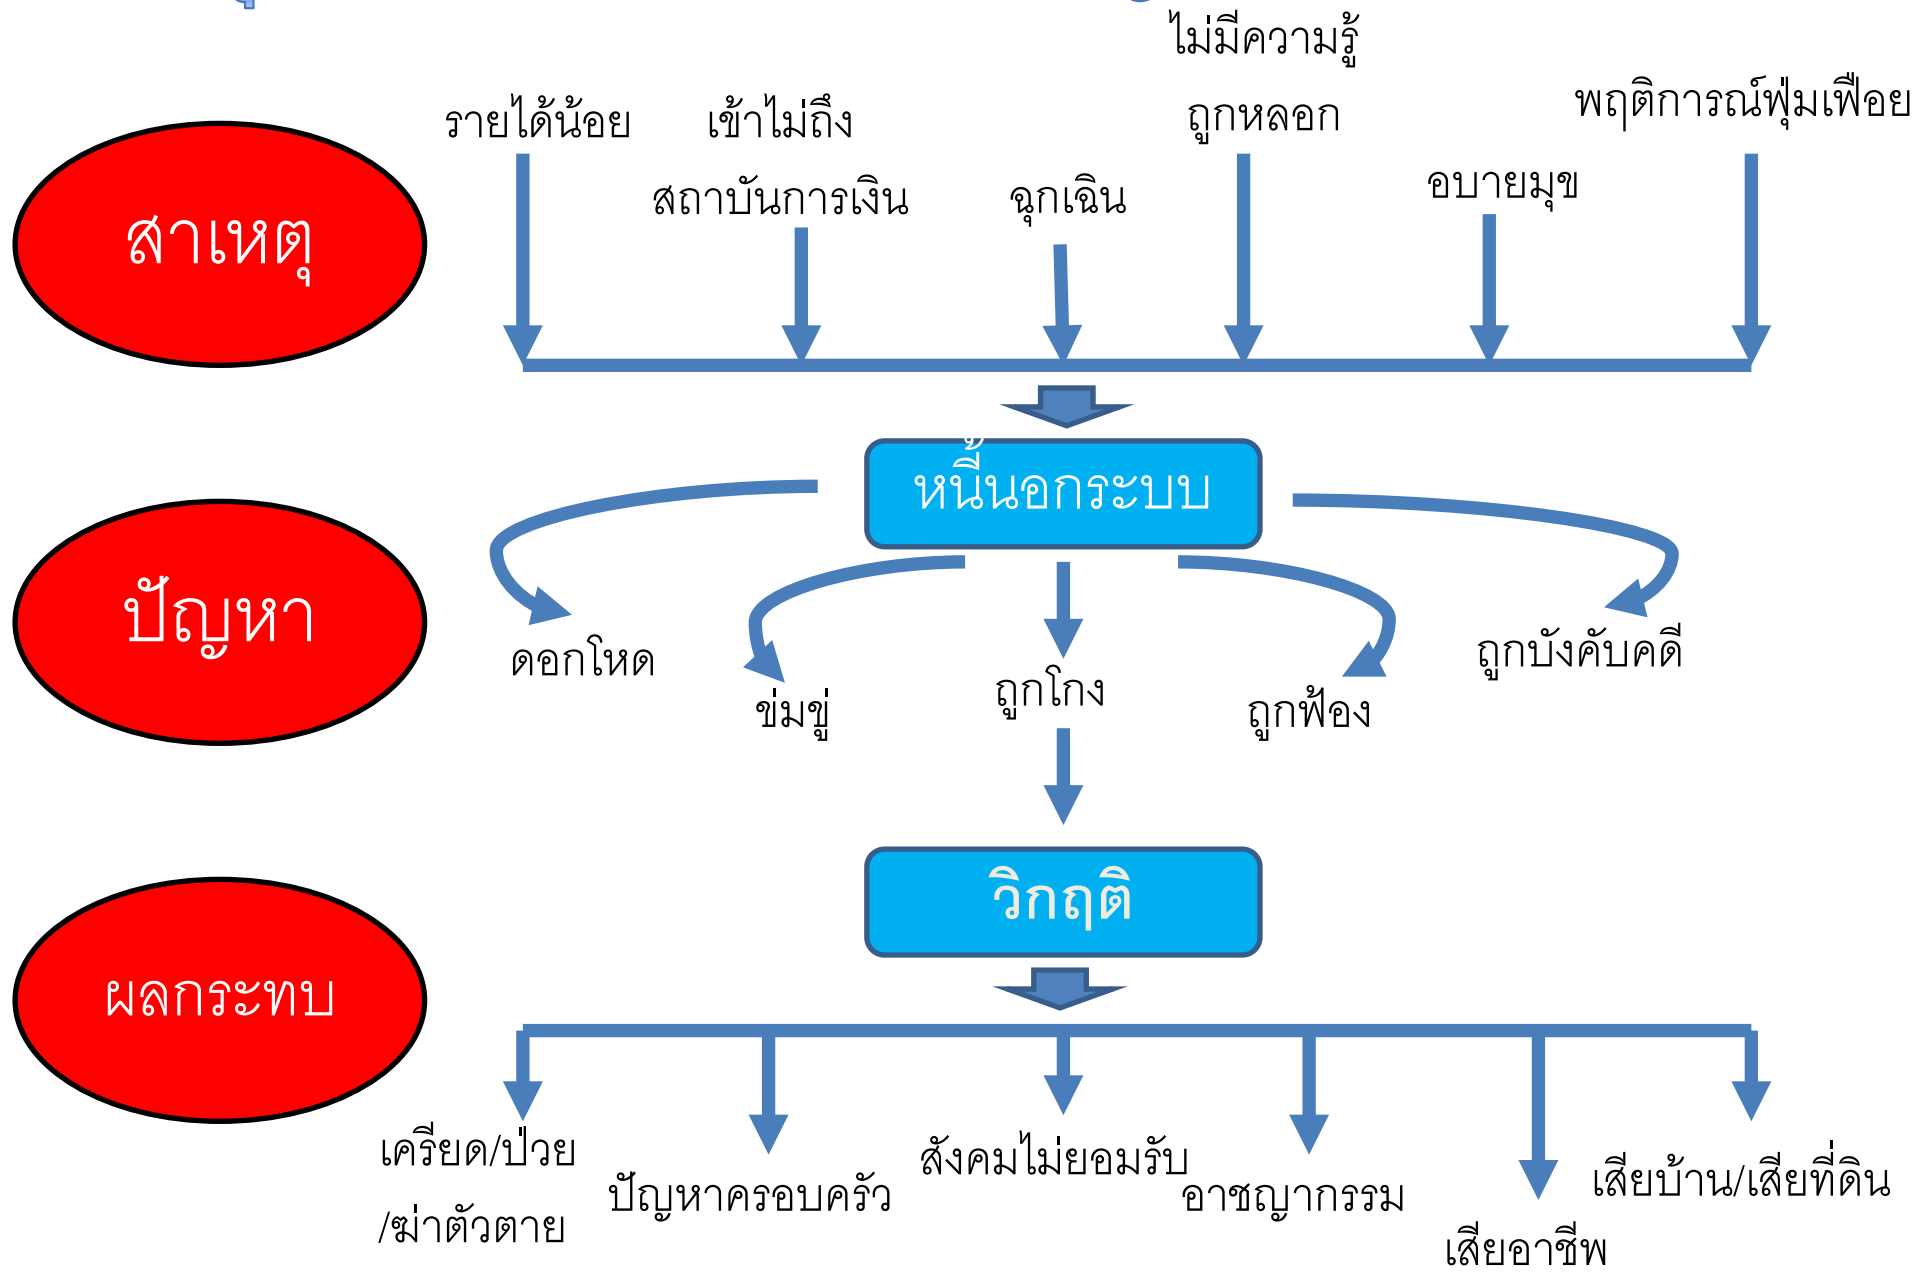 ไม่มีความรู้
ถูกหลอก
รายได้น้อย
เข้าไม่ถึง
สถาบันการเงิน
ฉุกเฉิน
อบายมุข
พฤติการณ์ฟุ่มเฟือย
สาเหตุ
หนี้นอกระบบ
ปัญหา
ดอกโหด
ข่มขู่
ถูกโกง
ถูกฟ้อง
ถูกบังคับคดี
วิกฤติ
ผลกระทบ
เครียด/ป่วย
/ฆ่าตัวตาย
ปัญหาครอบครัว
สังคมไม่ยอมรับ
อาชญากรรม
เสียอาชีพ
เสียบ้าน/เสียที่ดิน